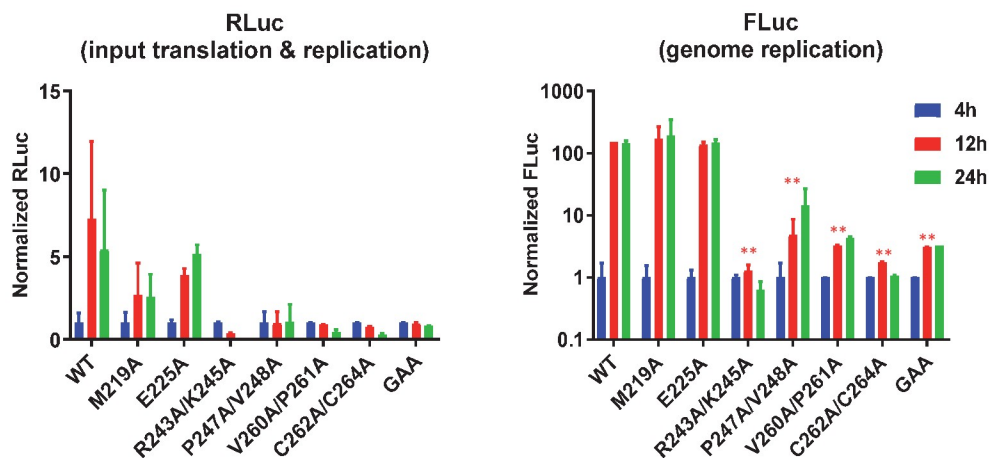 RLuc
(input translation & replication)
Normalized RLuc
15
10
5
0
WT
M219A
E225A
R243A/K245A
P247A/V248A
V260A/P261A
C262A/C264A
GAA
FLuc
(genome replication)
Normalized FLuc
1000
100
10
1
0.1
**
**
**
**
**
WT
M219A
E225A
R243A/K245A
P247A/V248A
V260A/P261A
C262A/C264A
GAA
4h
12h
24h